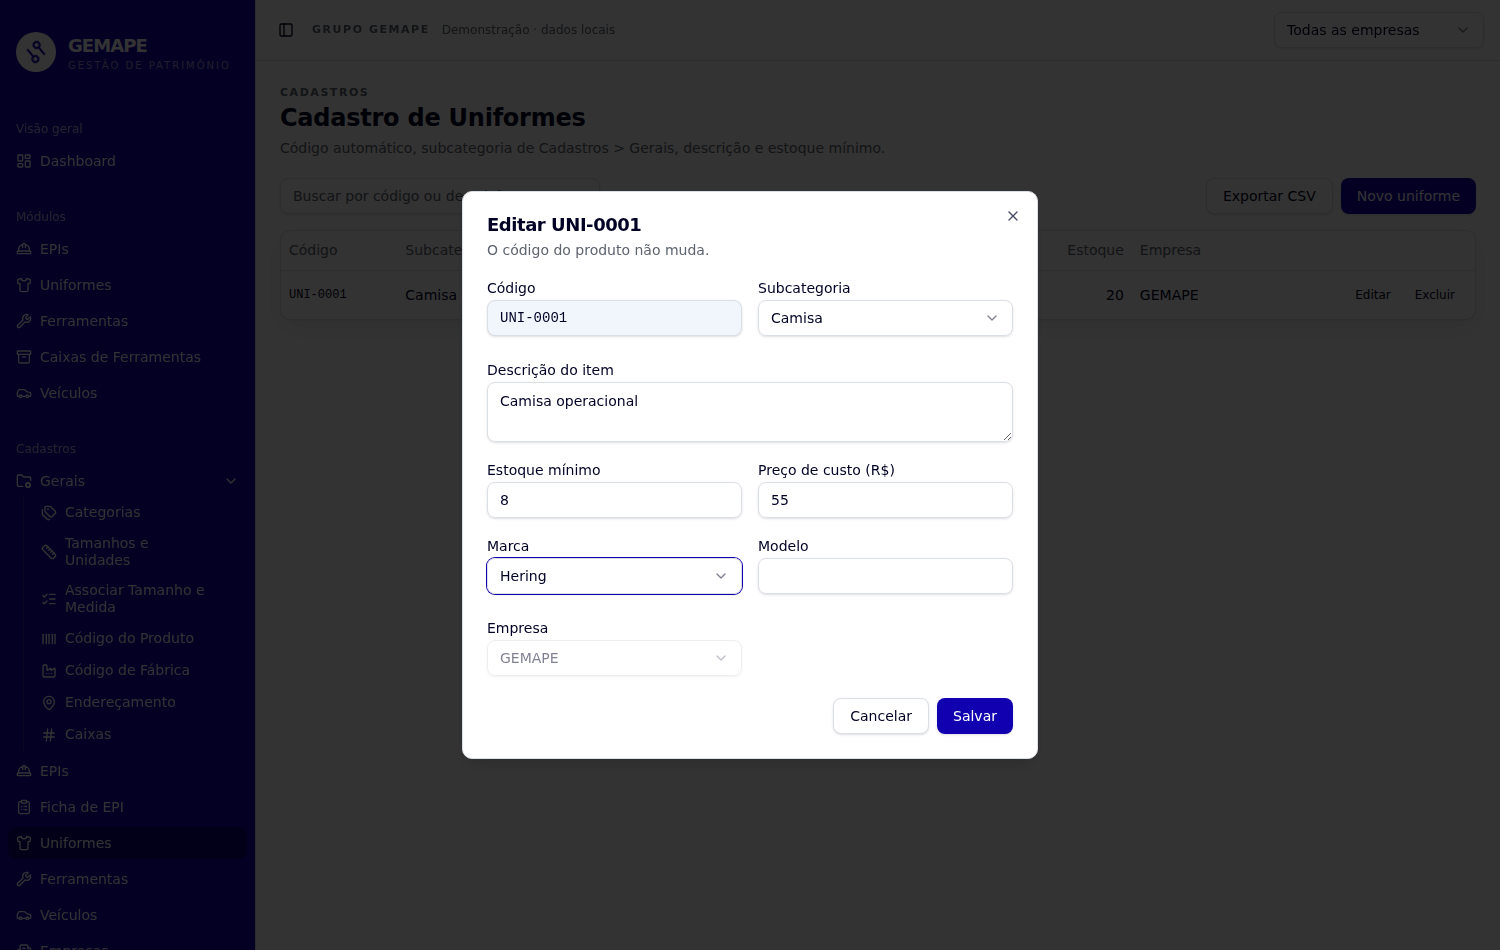 GEMAPE
GESTÃO DE PATRIMÔNIO
Visão geral
Dashboard
Módulos
EPIs
Uniformes
Ferramentas
Caixas de Ferramentas
Veículos
Cadastros
Gerais
Categorias
Tamanhos e
Unidades
Associar Tamanho e
Medida
Código do Produto
Código de Fábrica
Endereçamento
Caixas
EPIs
Ficha de EPI
Uniformes
Ferramentas
Veículos
Empresas
GRUPO GEMAPE Demonstração · dados locais
Todas as empresas
CADASTROS
Cadastro de Uniformes
Código automático, subcategoria de Cadastros > Gerais, descrição e estoque mínimo.
Buscar por código ou
Exportar CSV Novo uniforme
Código Estoque Empresa
UNI-0001 Camisa 20 GEMAPE Editar Excluir
Editar UNI-0001
O código do produto não muda.
Código Subcategoria
UNI-0001 Camisa
Descrição do item
Camisa operacional
Estoque mínimo Preço de custo (R$)
8 55
Marca Modelo
Hering
Empresa
GEMAPE
Cancelar Salvar